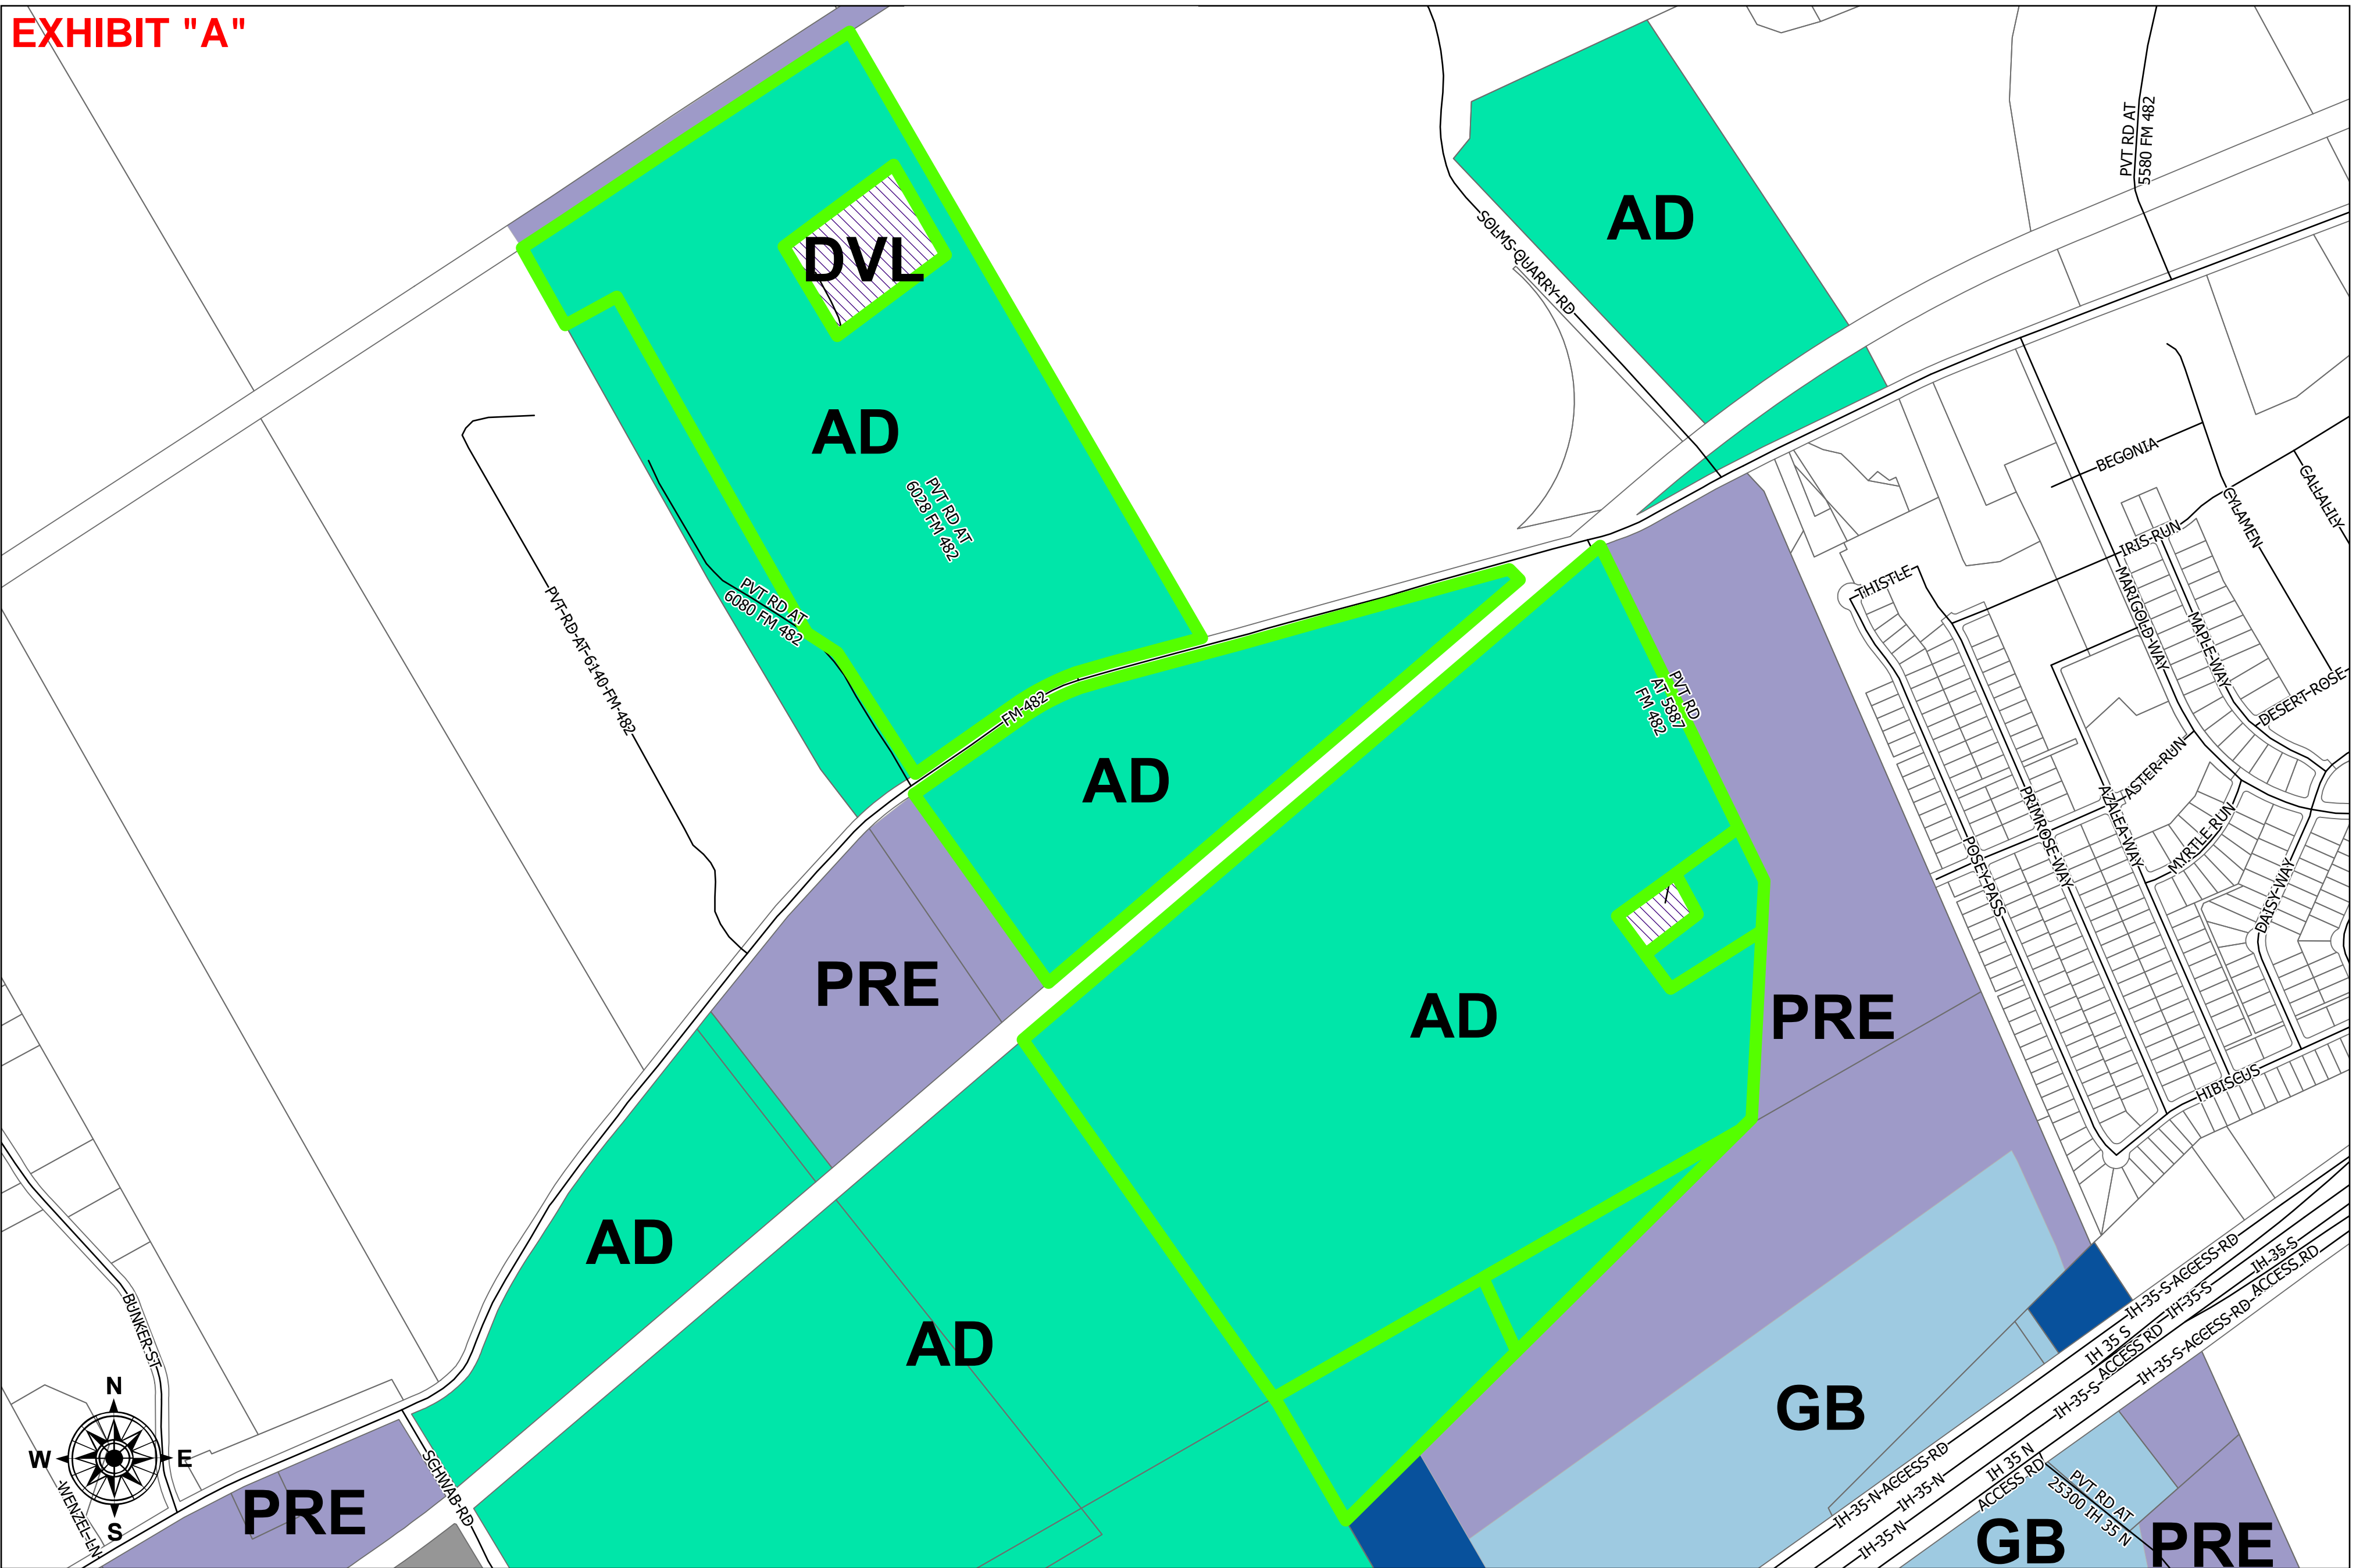 EXHIBIT "A"
PVT RD AT
5580 FM 482
AD
SOLMS-QUARRY-RD
DVL
AD
PVT RD AT
6028 FM 482
BEGONIA
CALLALILY
CYLAMEN
IRIS-RUN
THISTLE
MARIGOLD-WAY
MAPLE-WAY
PVT RD AT
6080 FM 482
PVT-RD-AT-6140-FM-482
FM-482
PVT RD
AT 5887
FM 482
DESERT-ROSE
AD
ASTER-RUN
PRIMROSE-WAY
AZALEA-WAY
MYRTLE-RUN
POSEY-PASS
DAISY-WAY
PRE
AD
PRE
HIBISCUS
AD
AD
BUNKER-ST
IH-35-S-ACCESS-RD
IH-35-S
IH-35-S
IH 35 S
ACCESS RD
IH-35-S-ACCESS-RD
IH-35-S-ACCESS-RD-ACCESS-RD
GB
N
W
E
S
SCHWAB-RD
-WENZEL-LN
PRE
IH-35-N-ACCESS-RD
IH-35-N
IH 35 N
ACCESS RD
IH-35-N
PVT RD AT
25300 IH 35 N
GB
PRE